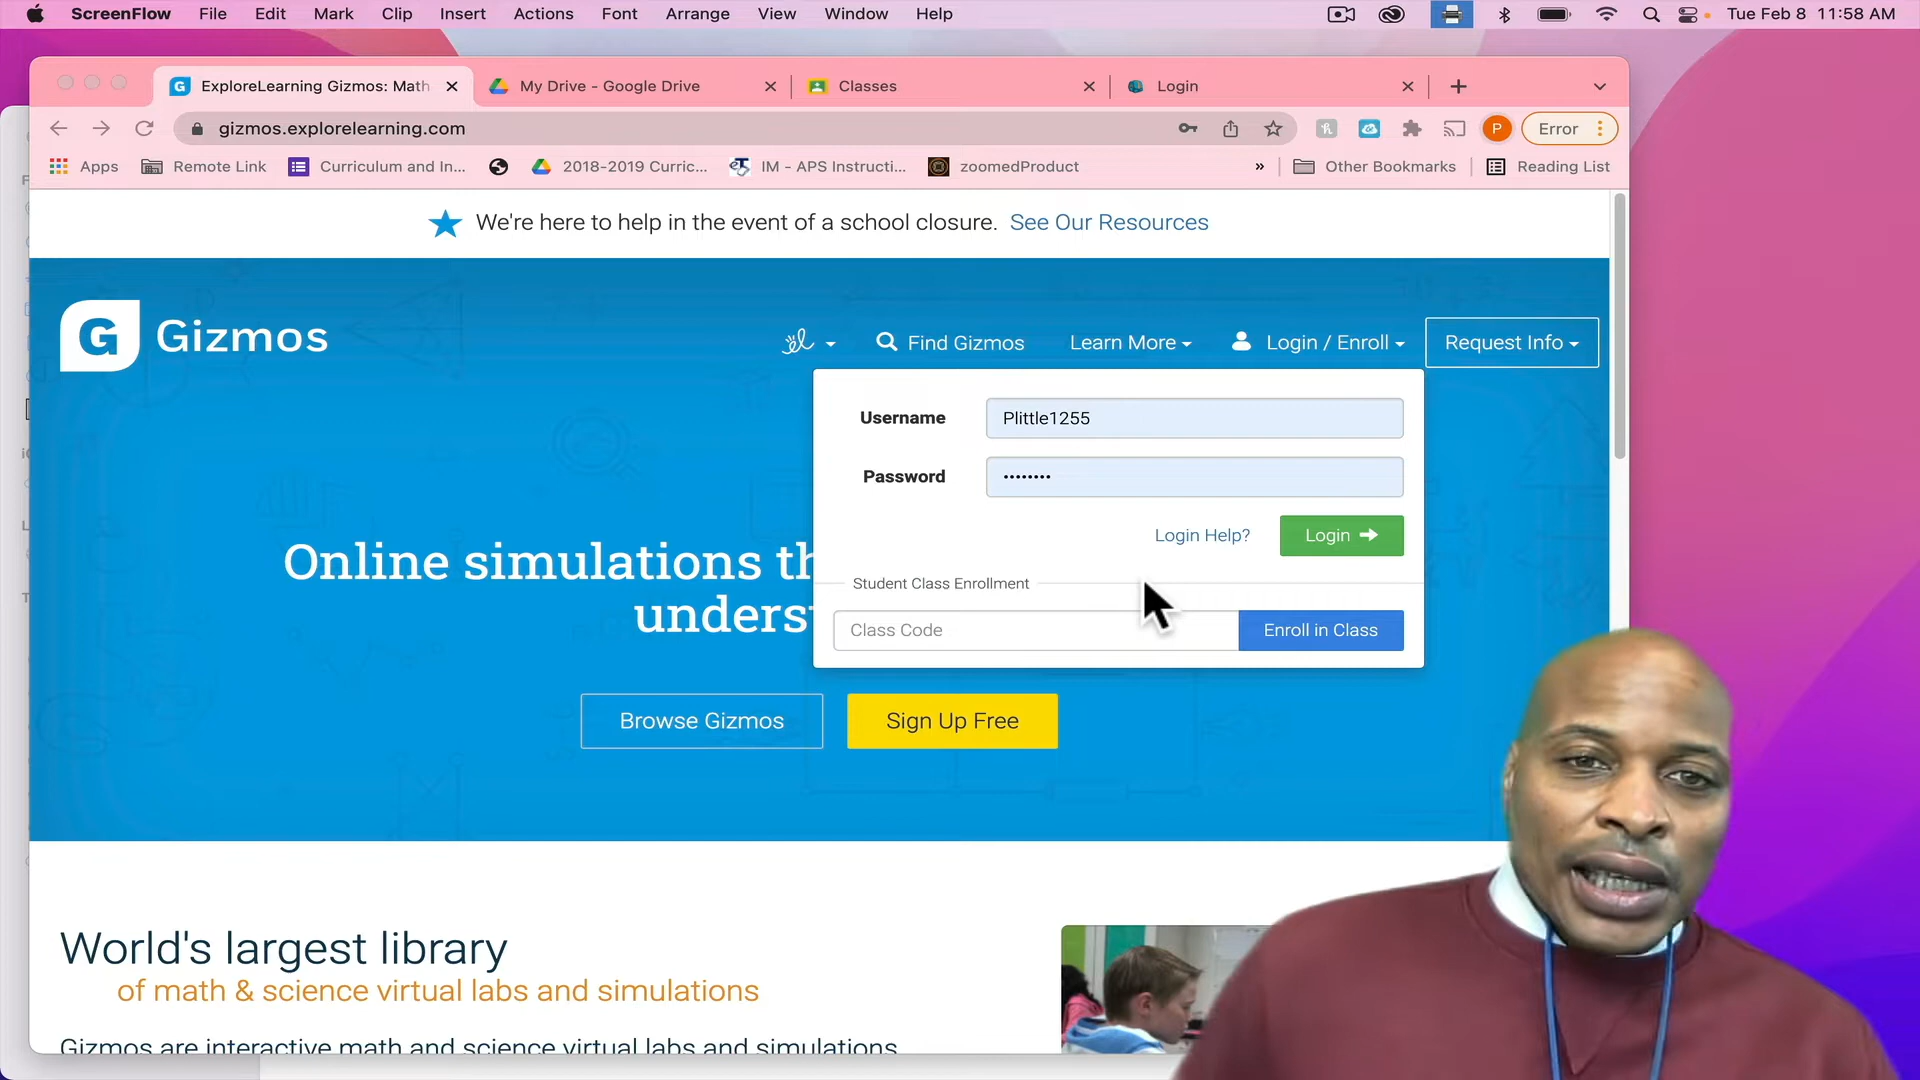 ScreenFlow File Edit Mark Clip Insert Actions Font Arrange View Window Help Tue Feb 8 11:58 AM
ExploreLearning Gizmos: Math My Drive - Google Drive Classes Login
gizmos.explorelearning.com P Error
Apps Remote Link Curriculum and In... 2018-2019 Curric... IM - APS Instructi... zoomedProduct » Other Bookmarks Reading List
We're here to help in the event of a school closure. See Our Resources
G Gizmos el Find Gizmos Learn More Login / Enroll Request Info
Username Plittle1255
Password ••••••••
Login Help? Login
Student Class Enrollment
Class Code Enroll in Class
Online simulations th
unders
Browse Gizmos Sign Up Free
World's largest library
of math & science virtual labs and simulations
Gizmos are interactive math and science virtual labs and simulations